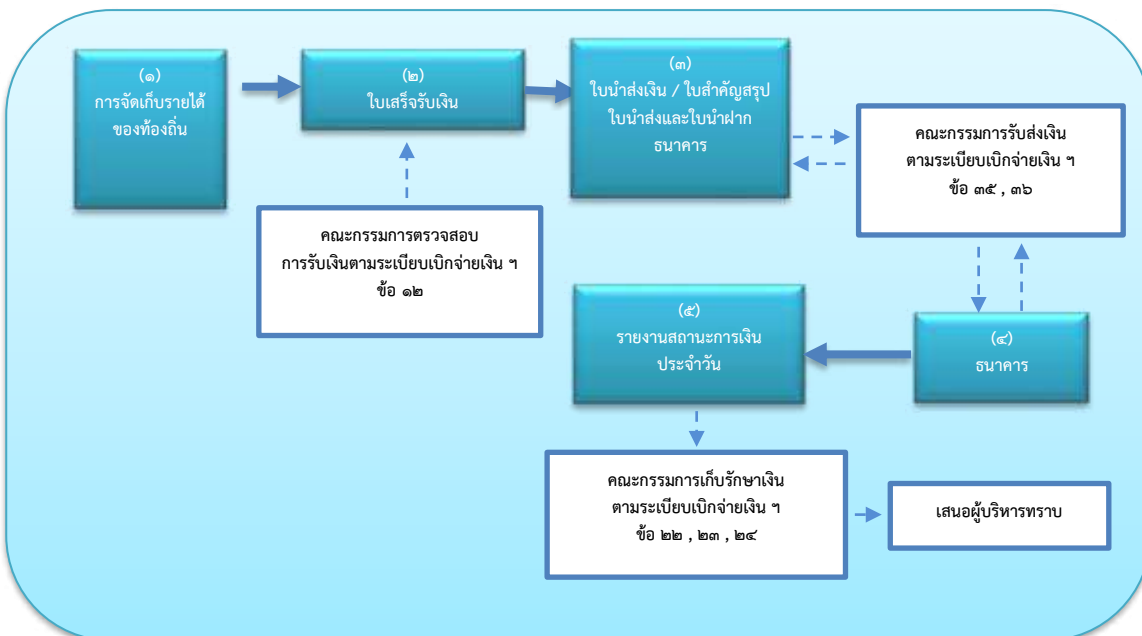 (๑)
การจัดเก็บรายได้
ของท้องถิ่น
(๒)
ใบเสร็จรับเงิน
(๓)
ใบนำส่งเงิน / ใบสำคัญสรุป
ใบนำส่งและใบนำฝาก
ธนาคาร
คณะกรรมการรับส่งเงิน
ตามระเบียบเบิกจ่ายเงิน ฯ
ข้อ ๓๕ , ๓๖
คณะกรรมการตรวจสอบ
การรับเงินตามระเบียบเบิกจ่ายเงิน ฯ
ข้อ ๑๒
(๔)
ธนาคาร
(๕)
รายงานสถานะการเงิน
ประจำวัน
คณะกรรมการเก็บรักษาเงิน
ตามระเบียบเบิกจ่ายเงิน ฯ
ข้อ ๒๒ , ๒๓ , ๒๔
เสนอผู้บริหารทราบ